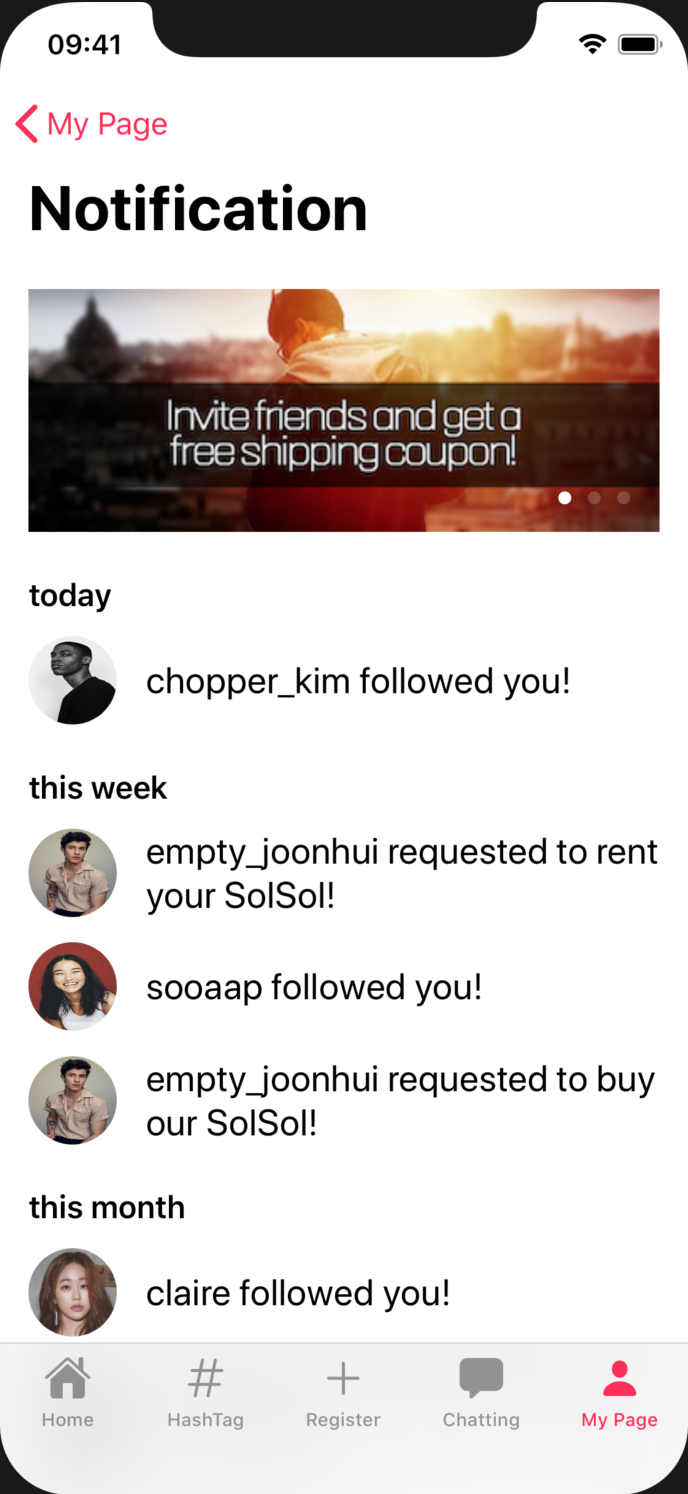 09:41
My Page
Notification
Invite friends and get a
free shipping coupon!
today
chopper_kim followed you!
this week
empty_joonhui requested to rent
your SolSol!
sooaap followed you!
empty_joonhui requested to buy
our SolSol!
this month
claire followed you!
Home
HashTag
Register
Chatting
My Page